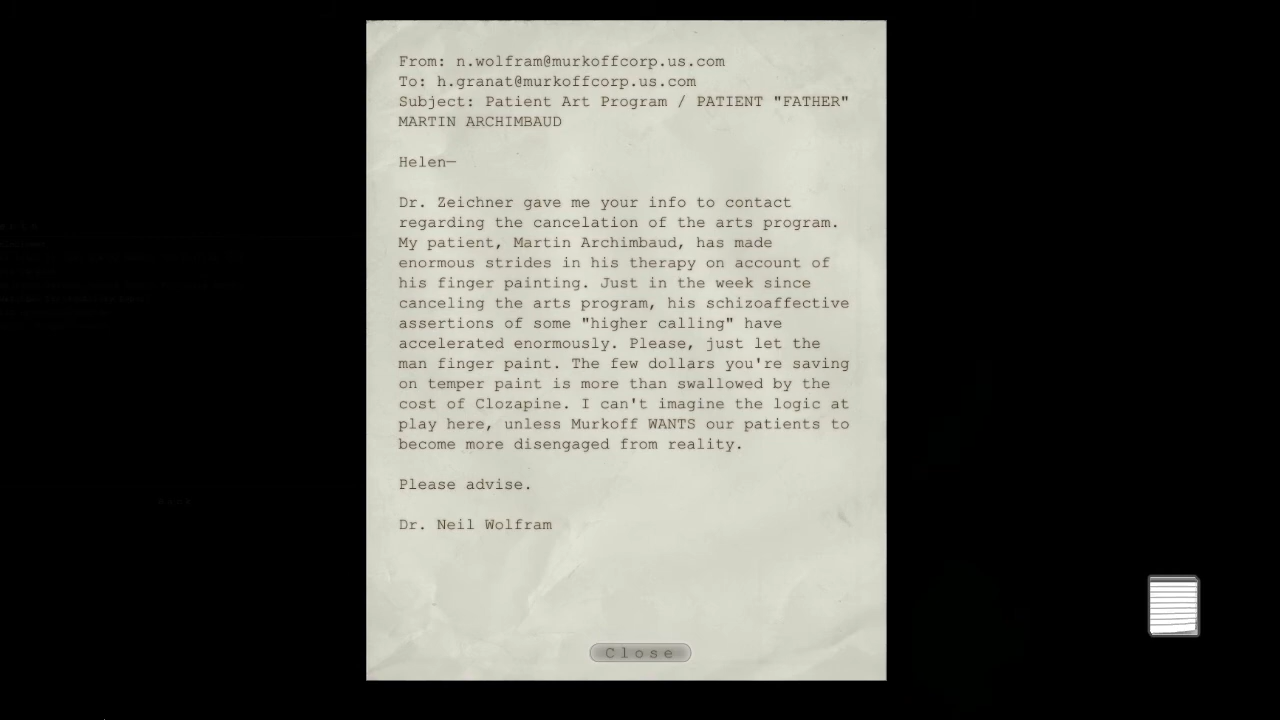 From: n.wolfram@murkoffcorp.us.com
To: h.granat@murkoffcorp.us.com
Subject: Patient Art Program / PATIENT "FATHER"
MARTIN ARCHIMBAUD
Helen—
Dr. Zeichner gave me your info to contact
regarding the cancelation of the arts program.
My patient, Martin Archimbaud, has made
enormous strides in his therapy on account of
his finger painting. Just in the week since
canceling the arts program, his schizoaffective
assertions of some "higher calling" have
accelerated enormously. Please, just let the
man finger paint. The few dollars you're saving
on temper paint is more than swallowed by the
cost of Clozapine. I can't imagine the logic at
play here, unless Murkoff WANTS our patients to
become more disengaged from reality.
Please advise.
Dr. Neil Wolfram
Close